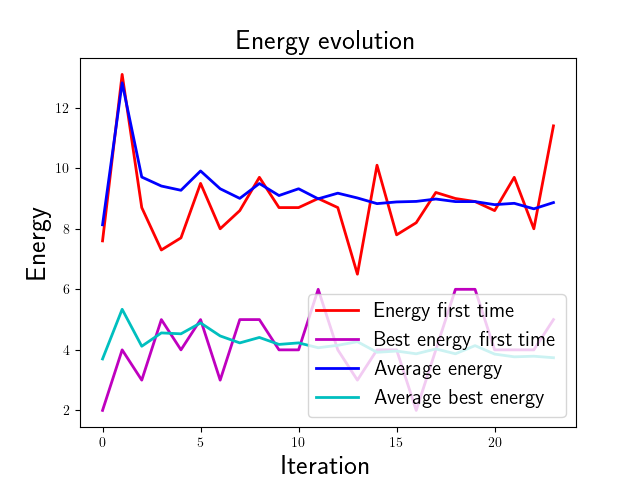 Energy evolution
Energy
12
10
8
6
4
2
Energy first time
Best energy first time
Average energy
Average best energy
0
5
10
15
20
Iteration